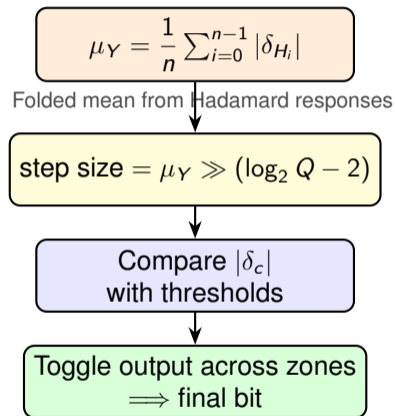 μ_Y = 1/n ∑_{i=0}^{n−1} |δ_{H_i}|
Folded mean from Hadamard responses
step size = μ_Y ≫ (log₂ Q − 2)
Compare |δ_c|
with thresholds
Toggle output across zones
⟹ final bit